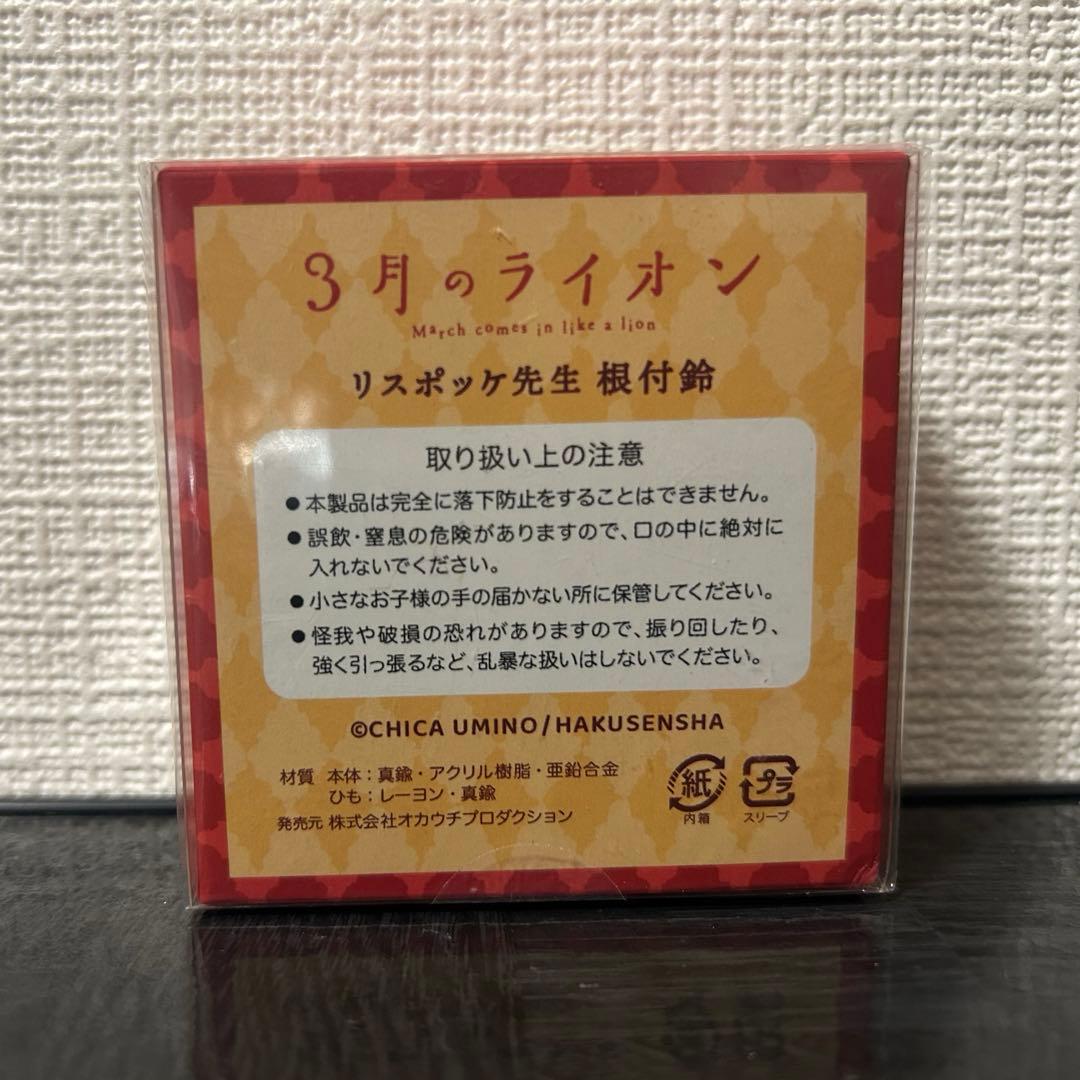 3月のライオン
March comes in like a lion
リスポッケ先生 根付鈴
取り扱い上の注意
●本製品は完全に落下防止をすることはできません。
●誤飲・窒息の危険がありますので、口の中に絶対に
入れないでください。
●小さなお子様の手の届かない所に保管してください。
●怪我や破損の恐れがありますので、振り回したり、
強く引っ張るなど、乱暴な扱いはしないでください。
©CHICA UMINO/HAKUSENSHA
材質 本体：真鍮・アクリル樹脂・亜鉛合金
ひも：レーヨン・真鍮
発売元 株式会社オカウチプロダクション
紙
内箱
プラ
スリーブ